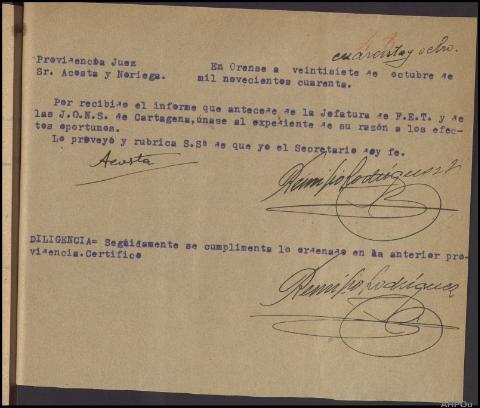 cuarenta y ocho.
Providencia Juez
Sr. Acosta y Noriega.
En Orense a veintisiete de octubre de
mil novecientos cuarenta.
Por recibido el informe que antecede de la Jefatura de F.E.T. y de
las J.O.N.S. de Cartagena, únase al expediente de su razón a los efec-
tos oportunos.
Lo proveyó y rubrica S.Sª de que yo el Secretario doy fe.
Acosta
Remigio Rodriguez
DILIGENCIA= Seguidamente se cumplimenta lo ordenado en la anterior pro-
videncia.Certifico
Remigio Rodriguez
AHPOu